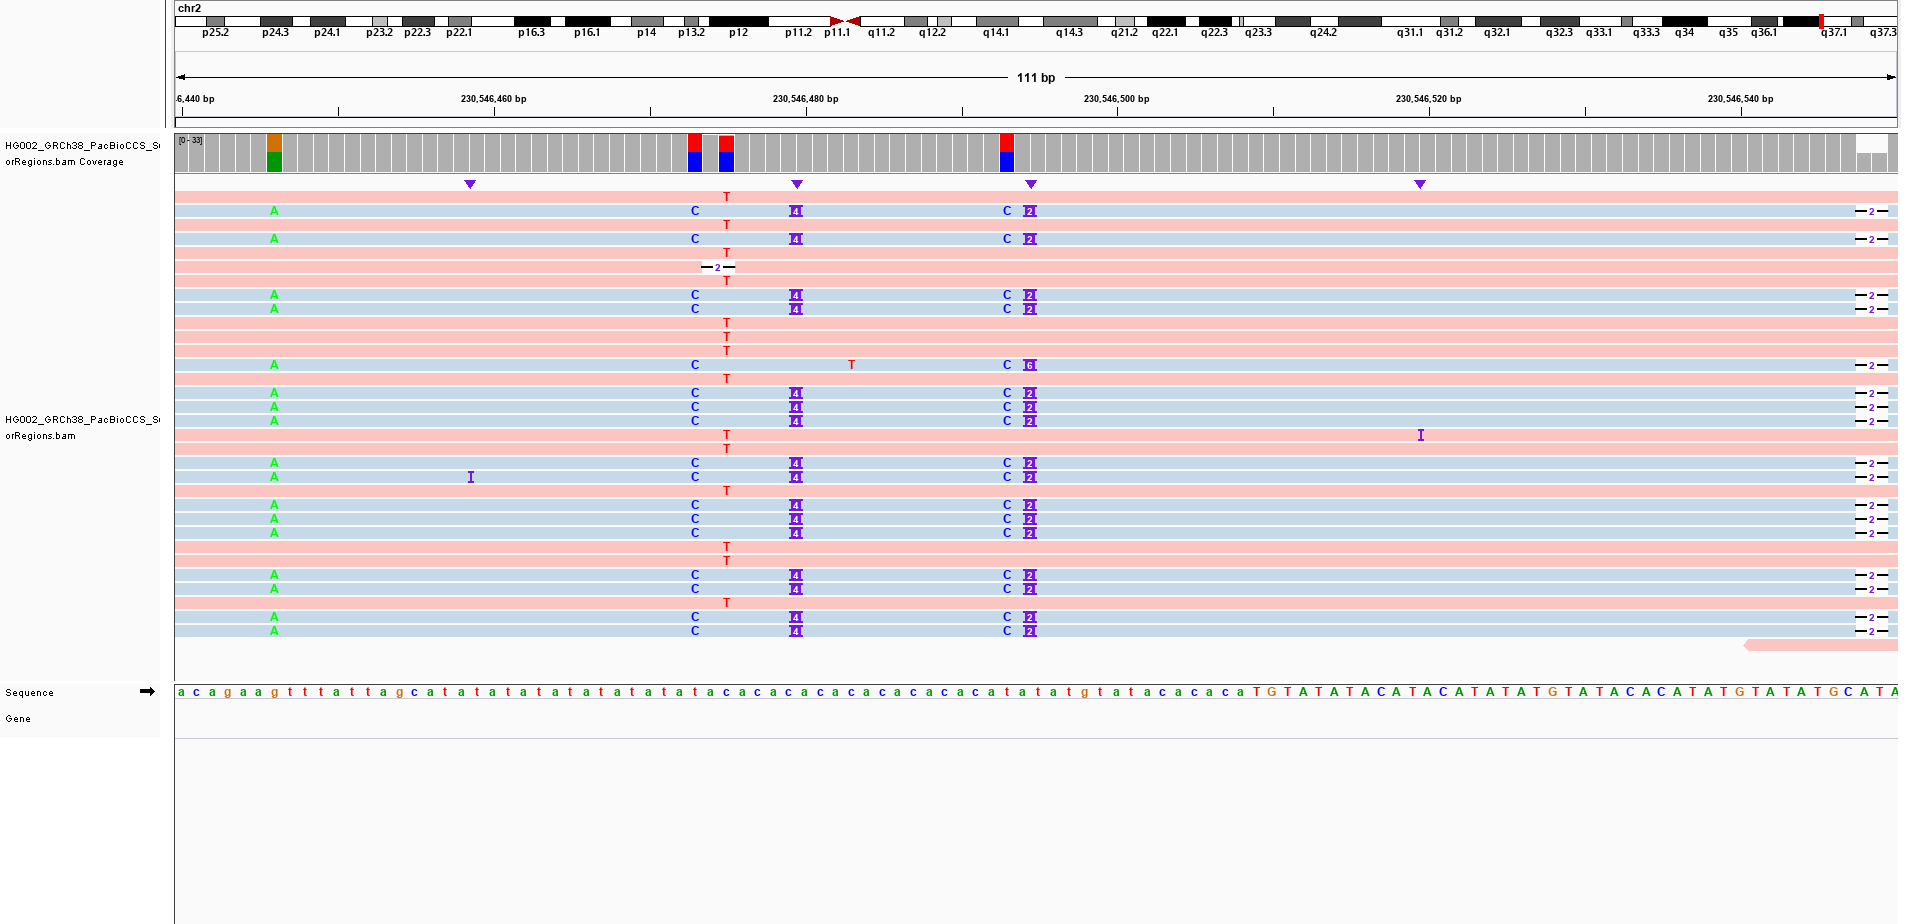 chr2
p25.2 p24.3 p24.1 p23.2 p22.3 p22.1 p16.3 p16.1 p14 p13.2 p12 p11.2 p11.1 q11.2 q12.2 q14.1 q14.3 q21.2 q22.1 q22.3 q23.3 q24.2 q31.1 q31.2 q32.1 q32.3 q33.1 q33.3 q34 q35 q36.1 q37.1 q37.3
111 bp
6,440 bp 230,546,460 bp 230,546,480 bp 230,546,500 bp 230,546,520 bp 230,546,540 bp
HG002_GRCh38_PacBioCCS_S
orRegions.bam Coverage
[0 - 33]
T
A C 4 C 2 2
T
A C 4 C 2 2
T
2
T
A C 4 C 2 2
A C 4 C 2 2
T
T
T
A C T C 6 2
T
A C 4 C 2 2
A C 4 C 2 2
A C 4 C 2 2
HG002_GRCh38_PacBioCCS_S
orRegions.bam
T
T
A C 4 C 2 2
A C 4 C 2 2
T
A C 4 C 2 2
A C 4 C 2 2
A C 4 C 2 2
T
T
A C 4 C 2 2
A C 4 C 2 2
T
A C 4 C 2 2
A C 4 C 2 2
Sequence a c a g a a g t t t a t t a g c a t a t a t a t a t a t a t a t a t a c a c a c a c a c a c a c a c a c a t a t a t g t a t a c a c a c a T G T A T A T A C A T A C A T A T A T G T A T A C A C A T A T G T A T A T G C A T A
Gene